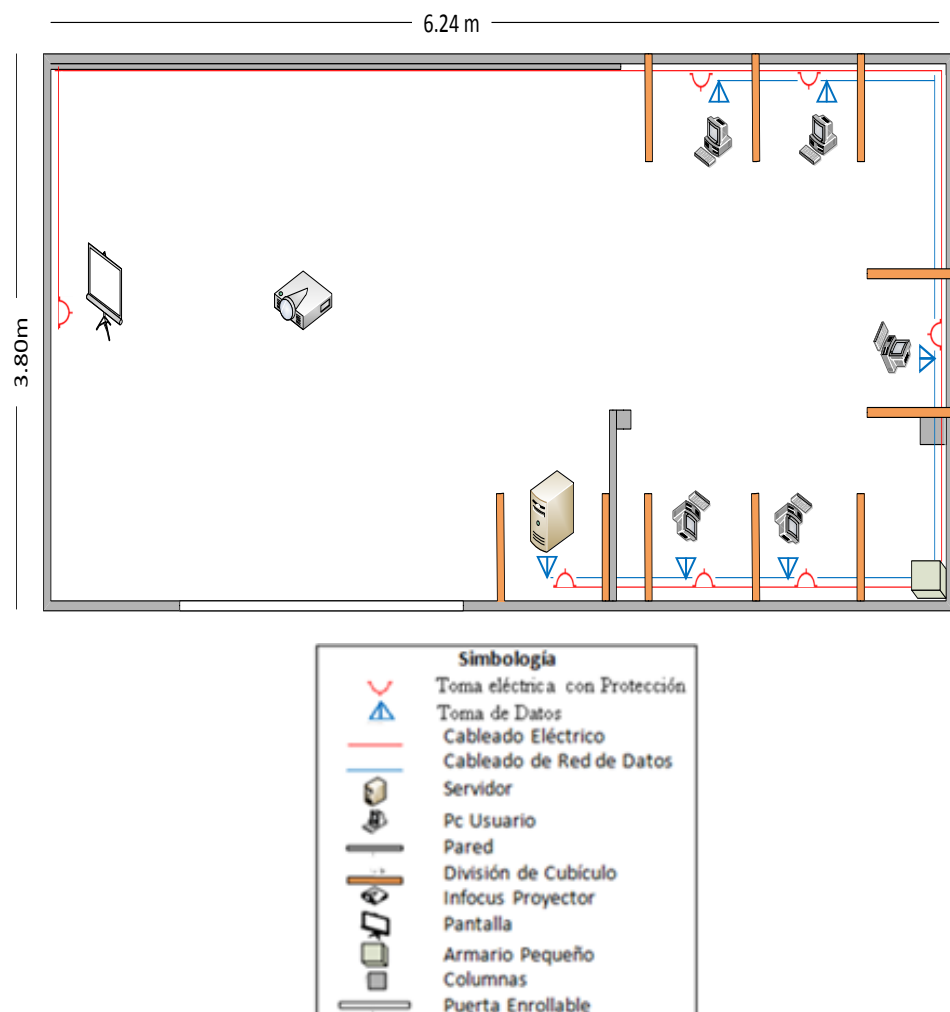 6.24 m
3.80m
Simbología
Toma eléctrica con Protección
Toma de Datos
Cableado Eléctrico
Cableado de Red de Datos
Servidor
Pc Usuario
Pared
División de Cubículo
Infocus Proyector
Pantalla
Armario Pequeño
Columnas
Puerta Enrollable